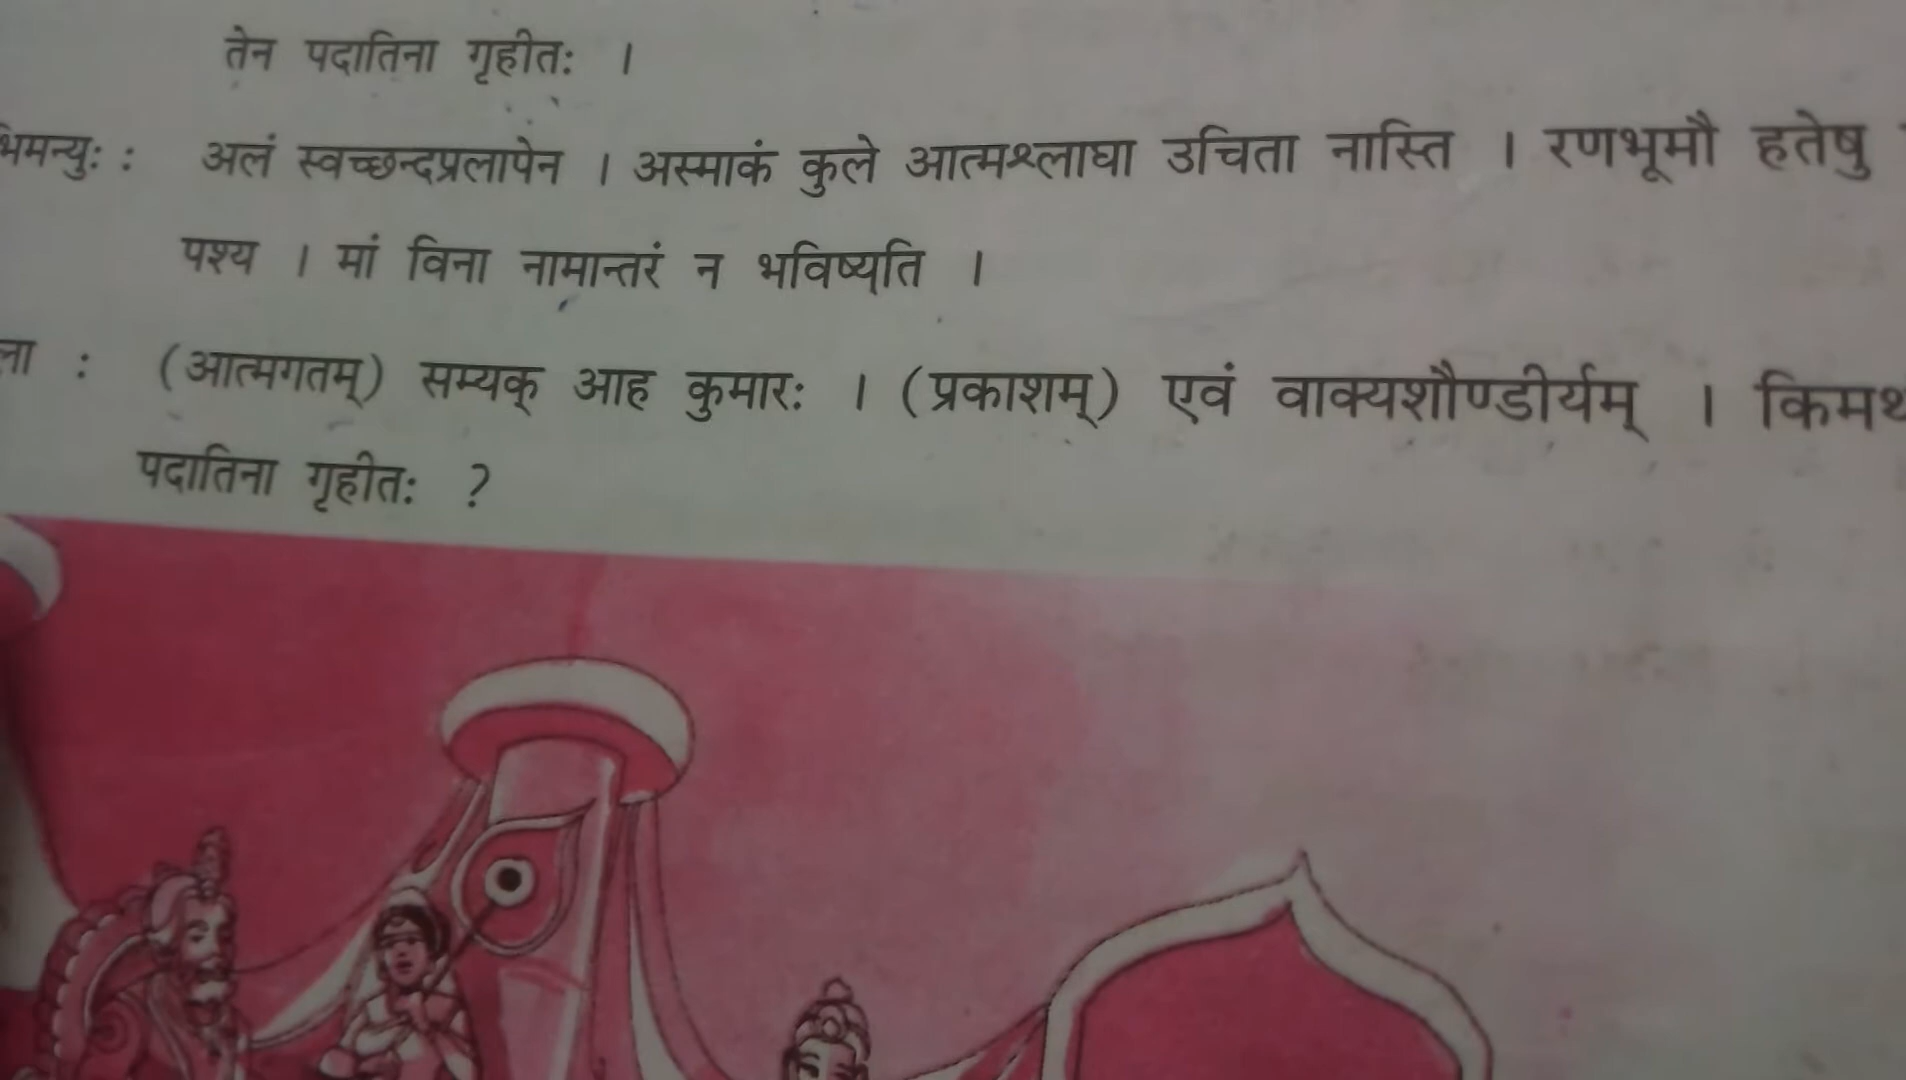 तेन पदातिना गृहीतः ।
भिमन्युः : अलं स्वच्छन्दप्रलापेन । अस्माकं कुले आत्मश्लाघा उचिता नास्ति । रणभूमौ हतेषु
पश्य । मां विना नामान्तरं न भविष्यति ।
ला : (आत्मगतम्) सम्यक् आह कुमारः । (प्रकाशम्) एवं वाक्यशौण्डीर्यम् । किमथ
पदातिना गृहीतः ?